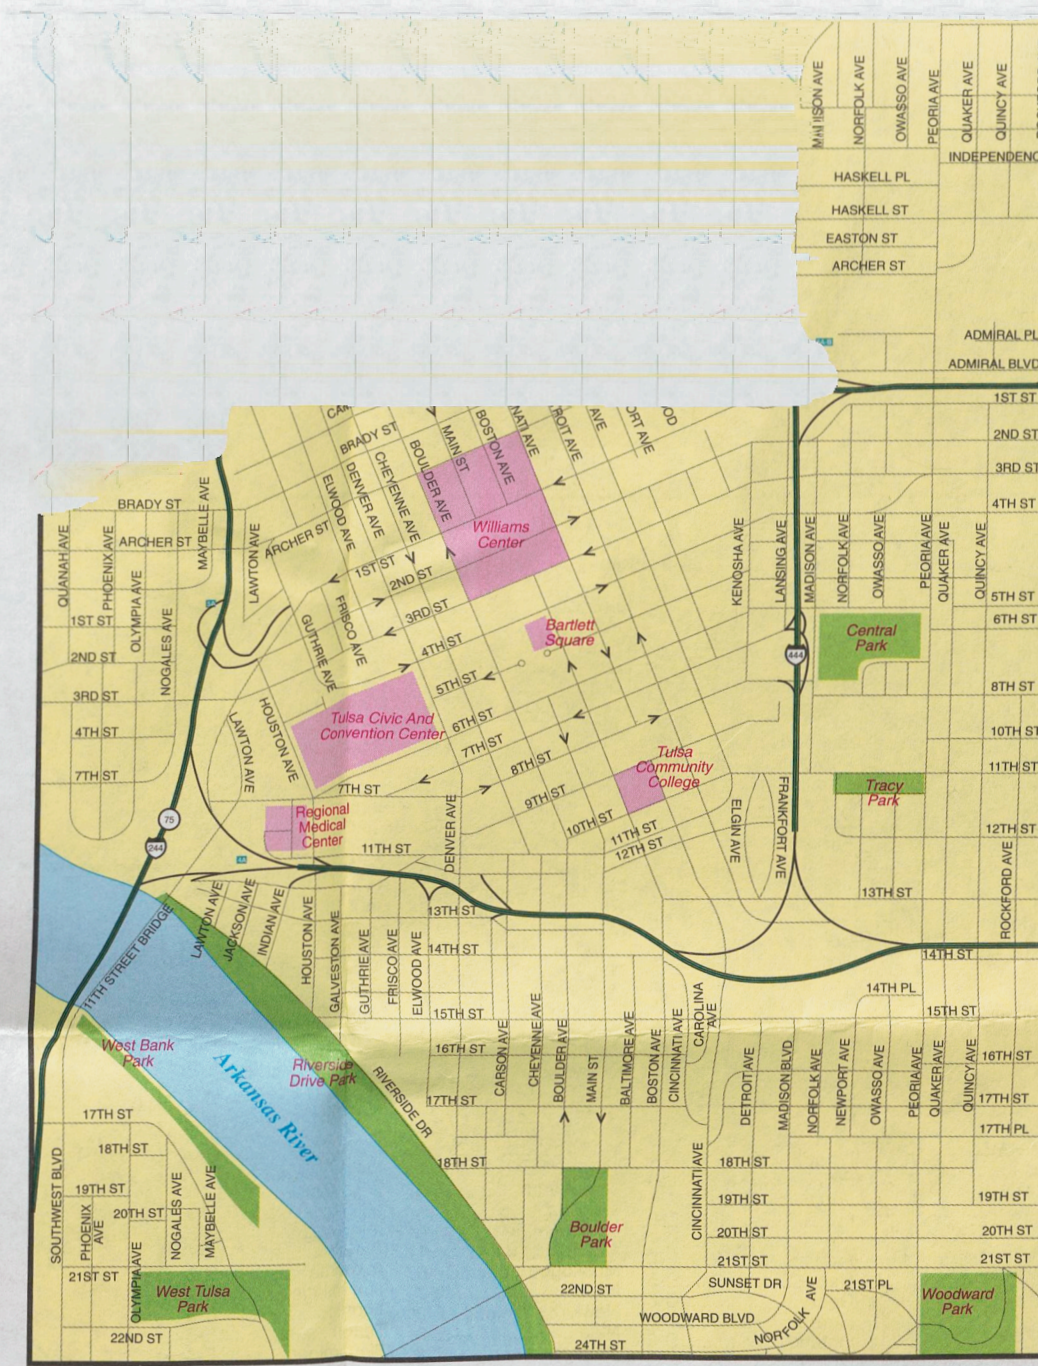 MADISON AVE
NORFOLK AVE
OWASSO AVE
PEORIA AVE
QUAKER AVE
QUINCY AVE
INDEPENDENC
HASKELL PL
HASKELL ST
EASTON ST
ARCHER ST
ADMIRAL PL
ADMIRAL BLVD
1ST ST
2ND ST
3RD ST
4TH ST
5TH ST
6TH ST
8TH ST
10TH ST
11TH ST
12TH ST
BRADY ST
BOULDER AVE
MAIN ST
BOSTON AVE
NATI AVE
ROIT AVE
AVE
ORT AVE
OOD
ELWOOD AVE
DENVER AVE
CHEYENNE AVE
Williams
Center
BRADY ST
ARCHER ST
MAYBELLE AVE
LAWTON AVE
ARCHER ST
QUANAH AVE
PHOENIX AVE
OLYMPIA AVE
NOGALES AVE
1ST ST
2ND ST
3RD ST
4TH ST
7TH ST
1ST ST
2ND ST
3RD ST
4TH ST
5TH ST
6TH ST
7TH ST
8TH ST
9TH ST
10TH ST
11TH ST
12TH ST
GUTHRIE AVE
FRISCO AVE
KENOSHA AVE
LANSING AVE
MADISON AVE
NORFOLK AVE
OWASSO AVE
PEORIA AVE
QUAKER AVE
QUINCY AVE
Bartlett
Square
444
Central
Park
HOUSTON AVE
LAWTON AVE
Tulsa Civic And
Convention Center
Tulsa
Community
College
Tracy
Park
7TH ST
Regional
Medical
Center
75
244
11TH ST
DENVER AVE
ELGIN AVE
FRANKFORT AVE
ROCKFORD AVE
13TH ST
14TH ST
14TH PL
15TH ST
16TH ST
17TH ST
17TH PL
19TH ST
20TH ST
21ST ST
11TH STREET BRIDGE
LAWTON AVE
JACKSON AVE
INDIAN AVE
HOUSTON AVE
GALVESTON AVE
GUTHRIE AVE
FRISCO AVE
ELWOOD AVE
13TH ST
14TH ST
15TH ST
16TH ST
17TH ST
18TH ST
CARSON AVE
CHEYENNE AVE
BOULDER AVE
MAIN ST
BALTIMORE AVE
BOSTON AVE
CINCINNATI AVE
CAROLINA
AVE
DETROIT AVE
MADISON BLVD
NORFOLK AVE
NEWPORT AVE
OWASSO AVE
PEORIA AVE
QUAKER AVE
QUINCY AVE
West Bank
Park
Arkansas River
Riverside
Drive Park
RIVERSIDE DR
17TH ST
18TH ST
19TH ST
20TH ST
21ST ST
22ND ST
SOUTHWEST BLVD
PHOENIX
AVE
OLYMPIA AVE
NOGALES AVE
MAYBELLE AVE
West Tulsa
Park
Boulder
Park
CINCINNATI AVE
18TH ST
19TH ST
20TH ST
21ST ST
22ND ST
SUNSET DR
NORFOLK AVE
21ST PL
WOODWARD BLVD
24TH ST
Woodward
Park